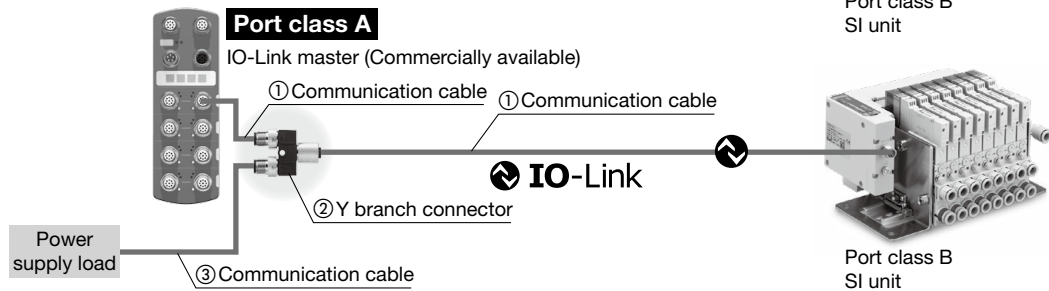 Port class B
SI unit
Port class A
IO-Link master (Commercially available)
①Communication cable
①Communication cable
IO-Link
②Y branch connector
Power
supply load
③Communication cable
Port class B
SI unit